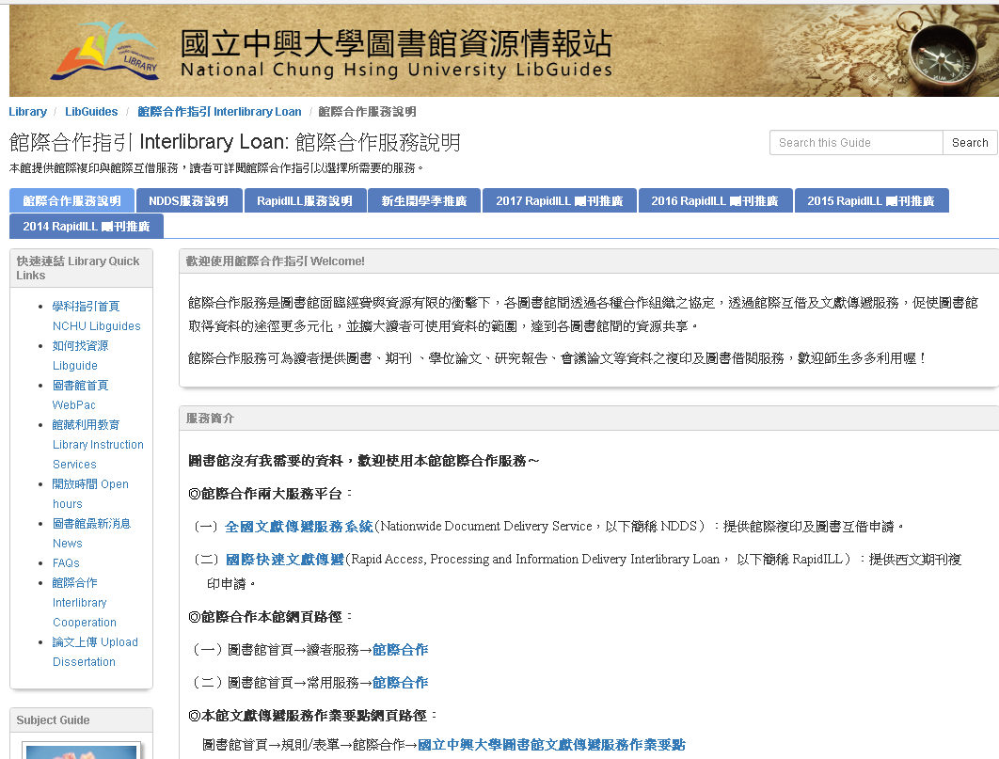 國立中興大學圖書館資源情報站
National Chung Hsing University LibGuides
NATIONAL CHUNG HSING UNIVERSITY
LIBRARY
Library / LibGuides / 館際合作指引 Interlibrary Loan / 館際合作服務說明
館際合作指引 Interlibrary Loan: 館際合作服務說明
Search this Guide Search
本館提供館際複印與館際互借服務，讀者可詳閱館際合作指引以選擇所需要的服務。
館際合作服務說明 NDDS服務說明 RapidILL服務說明 新生開學季推廣 2017 RapidILL 剛刊推廣 2016 RapidILL 剛刊推廣 2015 RapidILL 剛刊推廣
2014 RapidILL 剛刊推廣
快速連結 Library Quick
Links
學科指引首頁
NCHU Libguides
如何找資源
Libguide
圖書館首頁
WebPac
館藏利用教育
Library Instruction
Services
開放時間 Open
hours
圖書館最新消息
News
FAQs
館際合作
Interlibrary
Cooperation
論文上傳 Upload
Dissertation
Subject Guide
歡迎使用館際合作指引 Welcome!
館際合作服務是圖書館面臨經費與資源有限的衝擊下，各圖書館間透過各種合作組織之協定，透過館際互借及文獻傳遞服務，促使圖書館
取得資料的途徑更多元化，並擴大讀者可使用資料的範圍，達到各圖書館間的資源共享。
館際合作服務可為讀者提供圖書、期刊 、學位論文、研究報告、會議論文等資料之複印及圖書借閱服務，歡迎師生多多利用喔！
服務簡介
圖書館沒有我需要的資料，歡迎使用本館館際合作服務～
◎館際合作兩大服務平台：
（一）全國文獻傳遞服務系統(Nationwide Document Delivery Service，以下簡稱 NDDS）：提供館際複印及圖書互借申請。
（二）國際快速文獻傳遞(Rapid Access, Processing and Information Delivery Interlibrary Loan， 以下簡稱 RapidILL）：提供西文期刊複
印申請。
◎館際合作本館網頁路徑：
（一）圖書館首頁→讀者服務→館際合作
（二）圖書館首頁→常用服務→館際合作
◎本館文獻傳遞服務作業要點網頁路徑：
圖書館首頁→規則/表單→館際合作→國立中興大學圖書館文獻傳遞服務作業要點